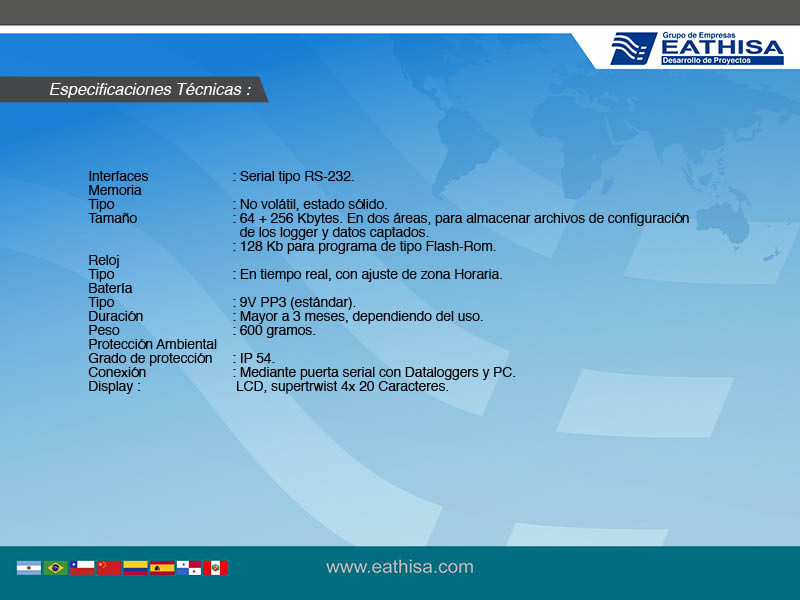 Grupo de Empresas
EATHISA
Desarrollo de Proyectos
Especificaciones Técnicas :
Interfaces : Serial tipo RS-232.
Memoria
Tipo : No volátil, estado sólido.
Tamaño : 64 + 256 Kbytes. En dos áreas, para almacenar archivos de configuración
de los logger y datos captados.
: 128 Kb para programa de tipo Flash-Rom.
Reloj
Tipo : En tiempo real, con ajuste de zona Horaria.
Batería
Tipo : 9V PP3 (estándar).
Duración : Mayor a 3 meses, dependiendo del uso.
Peso : 600 gramos.
Protección Ambiental
Grado de protección : IP 54.
Conexión : Mediante puerta serial con Dataloggers y PC.
Display : LCD, supertrwist 4x 20 Caracteres.
www.eathisa.com